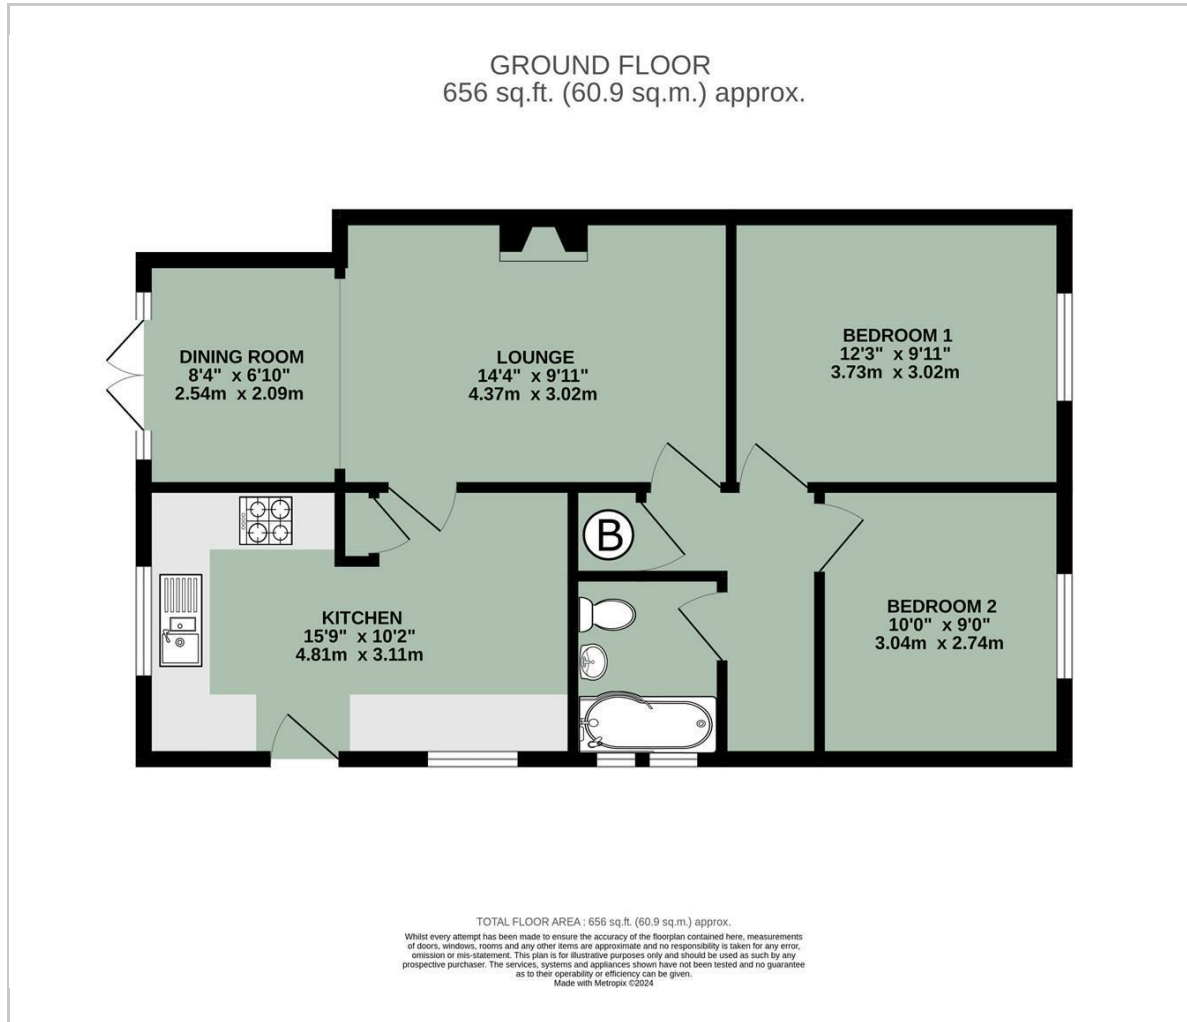 GROUND FLOOR
656 sq.ft. (60.9 sq.m.) approx.
DINING ROOM
8'4" x 6'10"
2.54m x 2.09m
LOUNGE
14'4" x 9'11"
4.37m x 3.02m
BEDROOM 1
12'3" x 9'11"
3.73m x 3.02m
B
KITCHEN
15'9" x 10'2"
4.81m x 3.11m
BEDROOM 2
10'0" x 9'0"
3.04m x 2.74m
TOTAL FLOOR AREA : 656 sq.ft. (60.9 sq.m.) approx.
Whilst every attempt has been made to ensure the accuracy of the floorplan contained here, measurements
of doors, windows, rooms and any other items are approximate and no responsibility is taken for any error,
omission or mis-statement. This plan is for illustrative purposes only and should be used as such by any
prospective purchaser. The services, systems and appliances shown have not been tested and no guarantee
as to their operability or efficiency can be given.
Made with Metropix ©2024